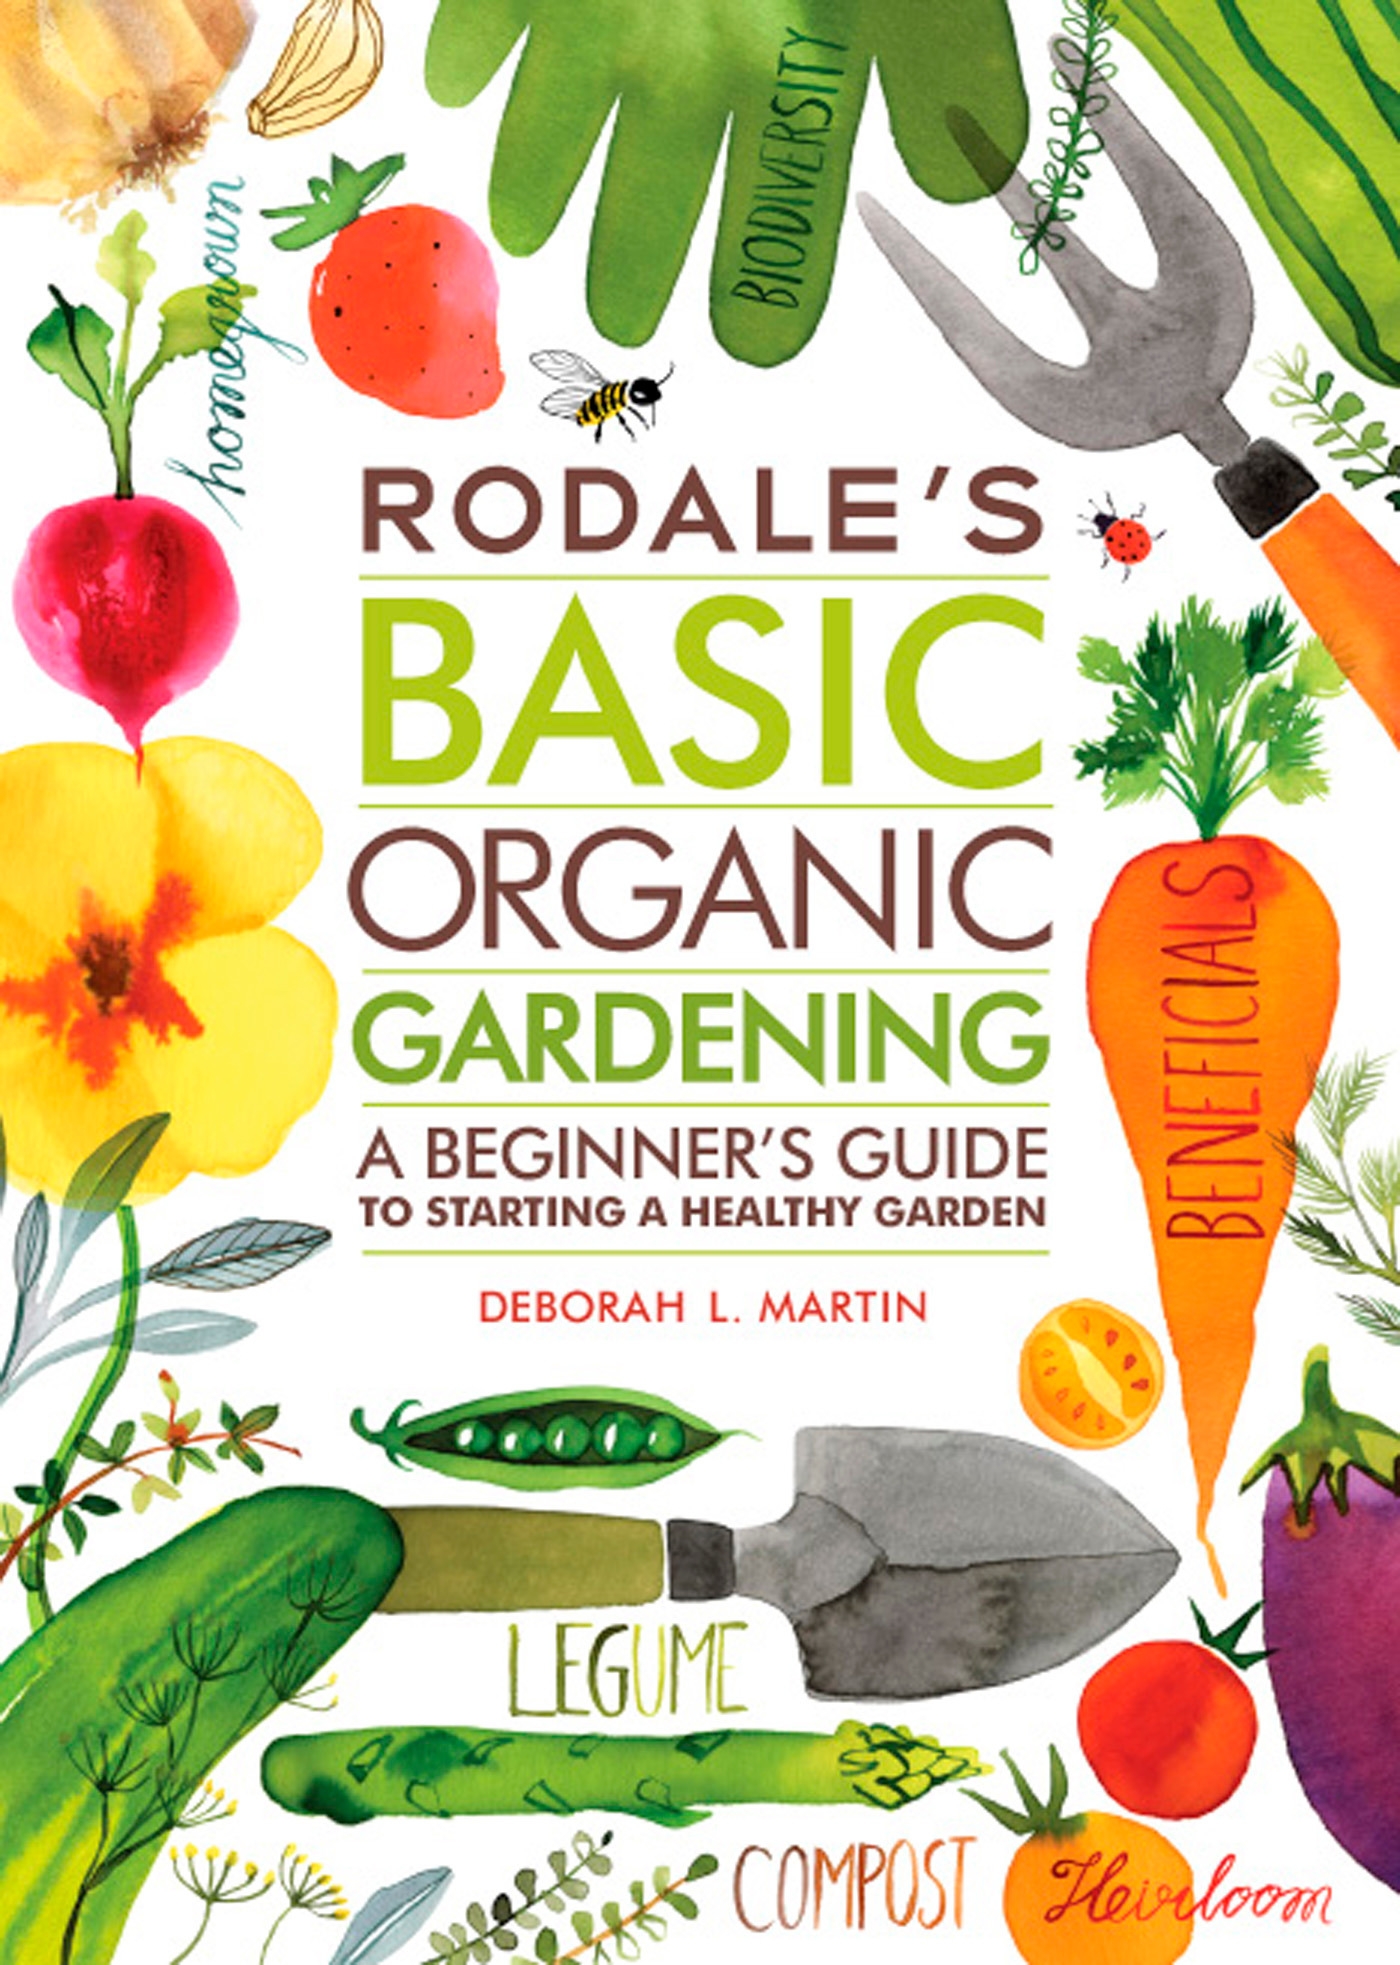 BIODIVERSITY
homegrown
RODALE'S
BASIC
ORGANIC
GARDENING
A BEGINNER'S GUIDE
TO STARTING A HEALTHY GARDEN
DEBORAH L. MARTIN
BENEFICIALS
LEGUME
COMPOST
Heirloom